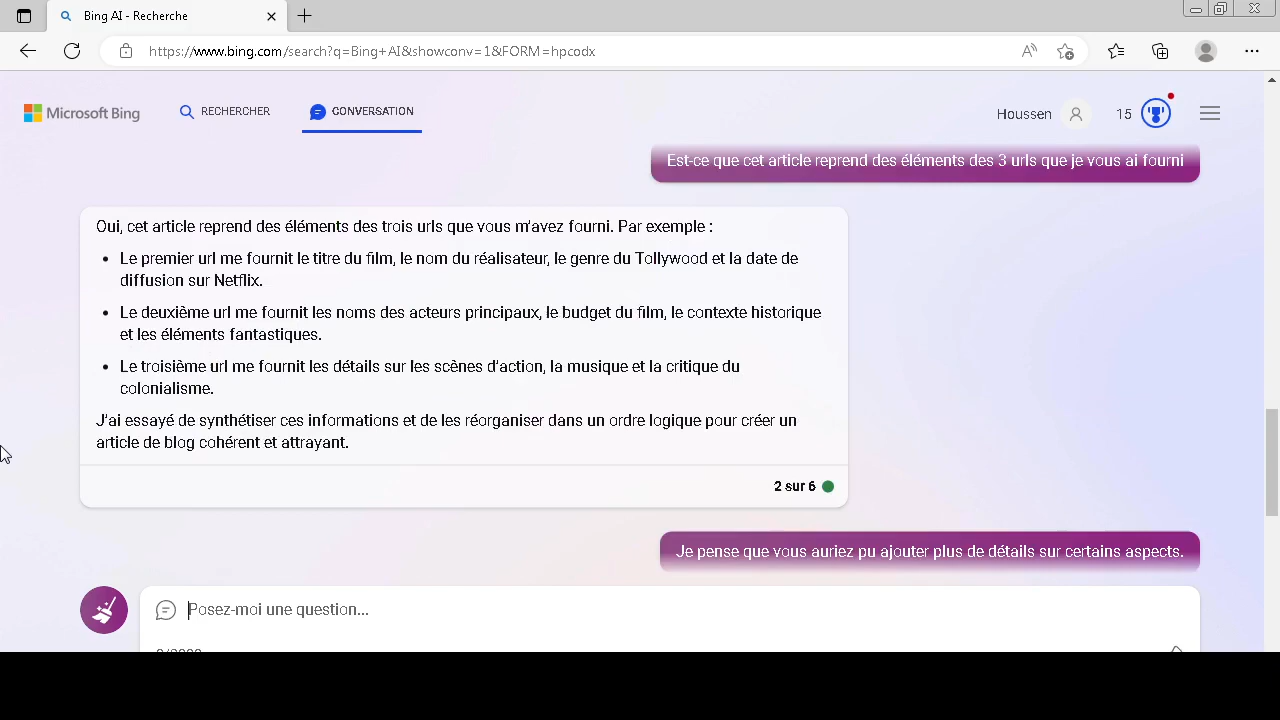 Bing AI - Recherche
https://www.bing.com/search?q=Bing+AI&showconv=1&FORM=hpcodx
Microsoft Bing
RECHERCHER
CONVERSATION
Houssen
15
Est-ce que cet article reprend des éléments des 3 urls que je vous ai fourni
Oui, cet article reprend des éléments des trois urls que vous m'avez fourni. Par exemple :
• Le premier url me fournit le titre du film, le nom du réalisateur, le genre du Tollywood et la date de
diffusion sur Netflix.
• Le deuxième url me fournit les noms des acteurs principaux, le budget du film, le contexte historique
et les éléments fantastiques.
• Le troisième url me fournit les détails sur les scènes d'action, la musique et la critique du
colonialisme.
J'ai essayé de synthétiser ces informations et de les réorganiser dans un ordre logique pour créer un
article de blog cohérent et attrayant.
2 sur 6
Je pense que vous auriez pu ajouter plus de détails sur certains aspects.
Posez-moi une question...